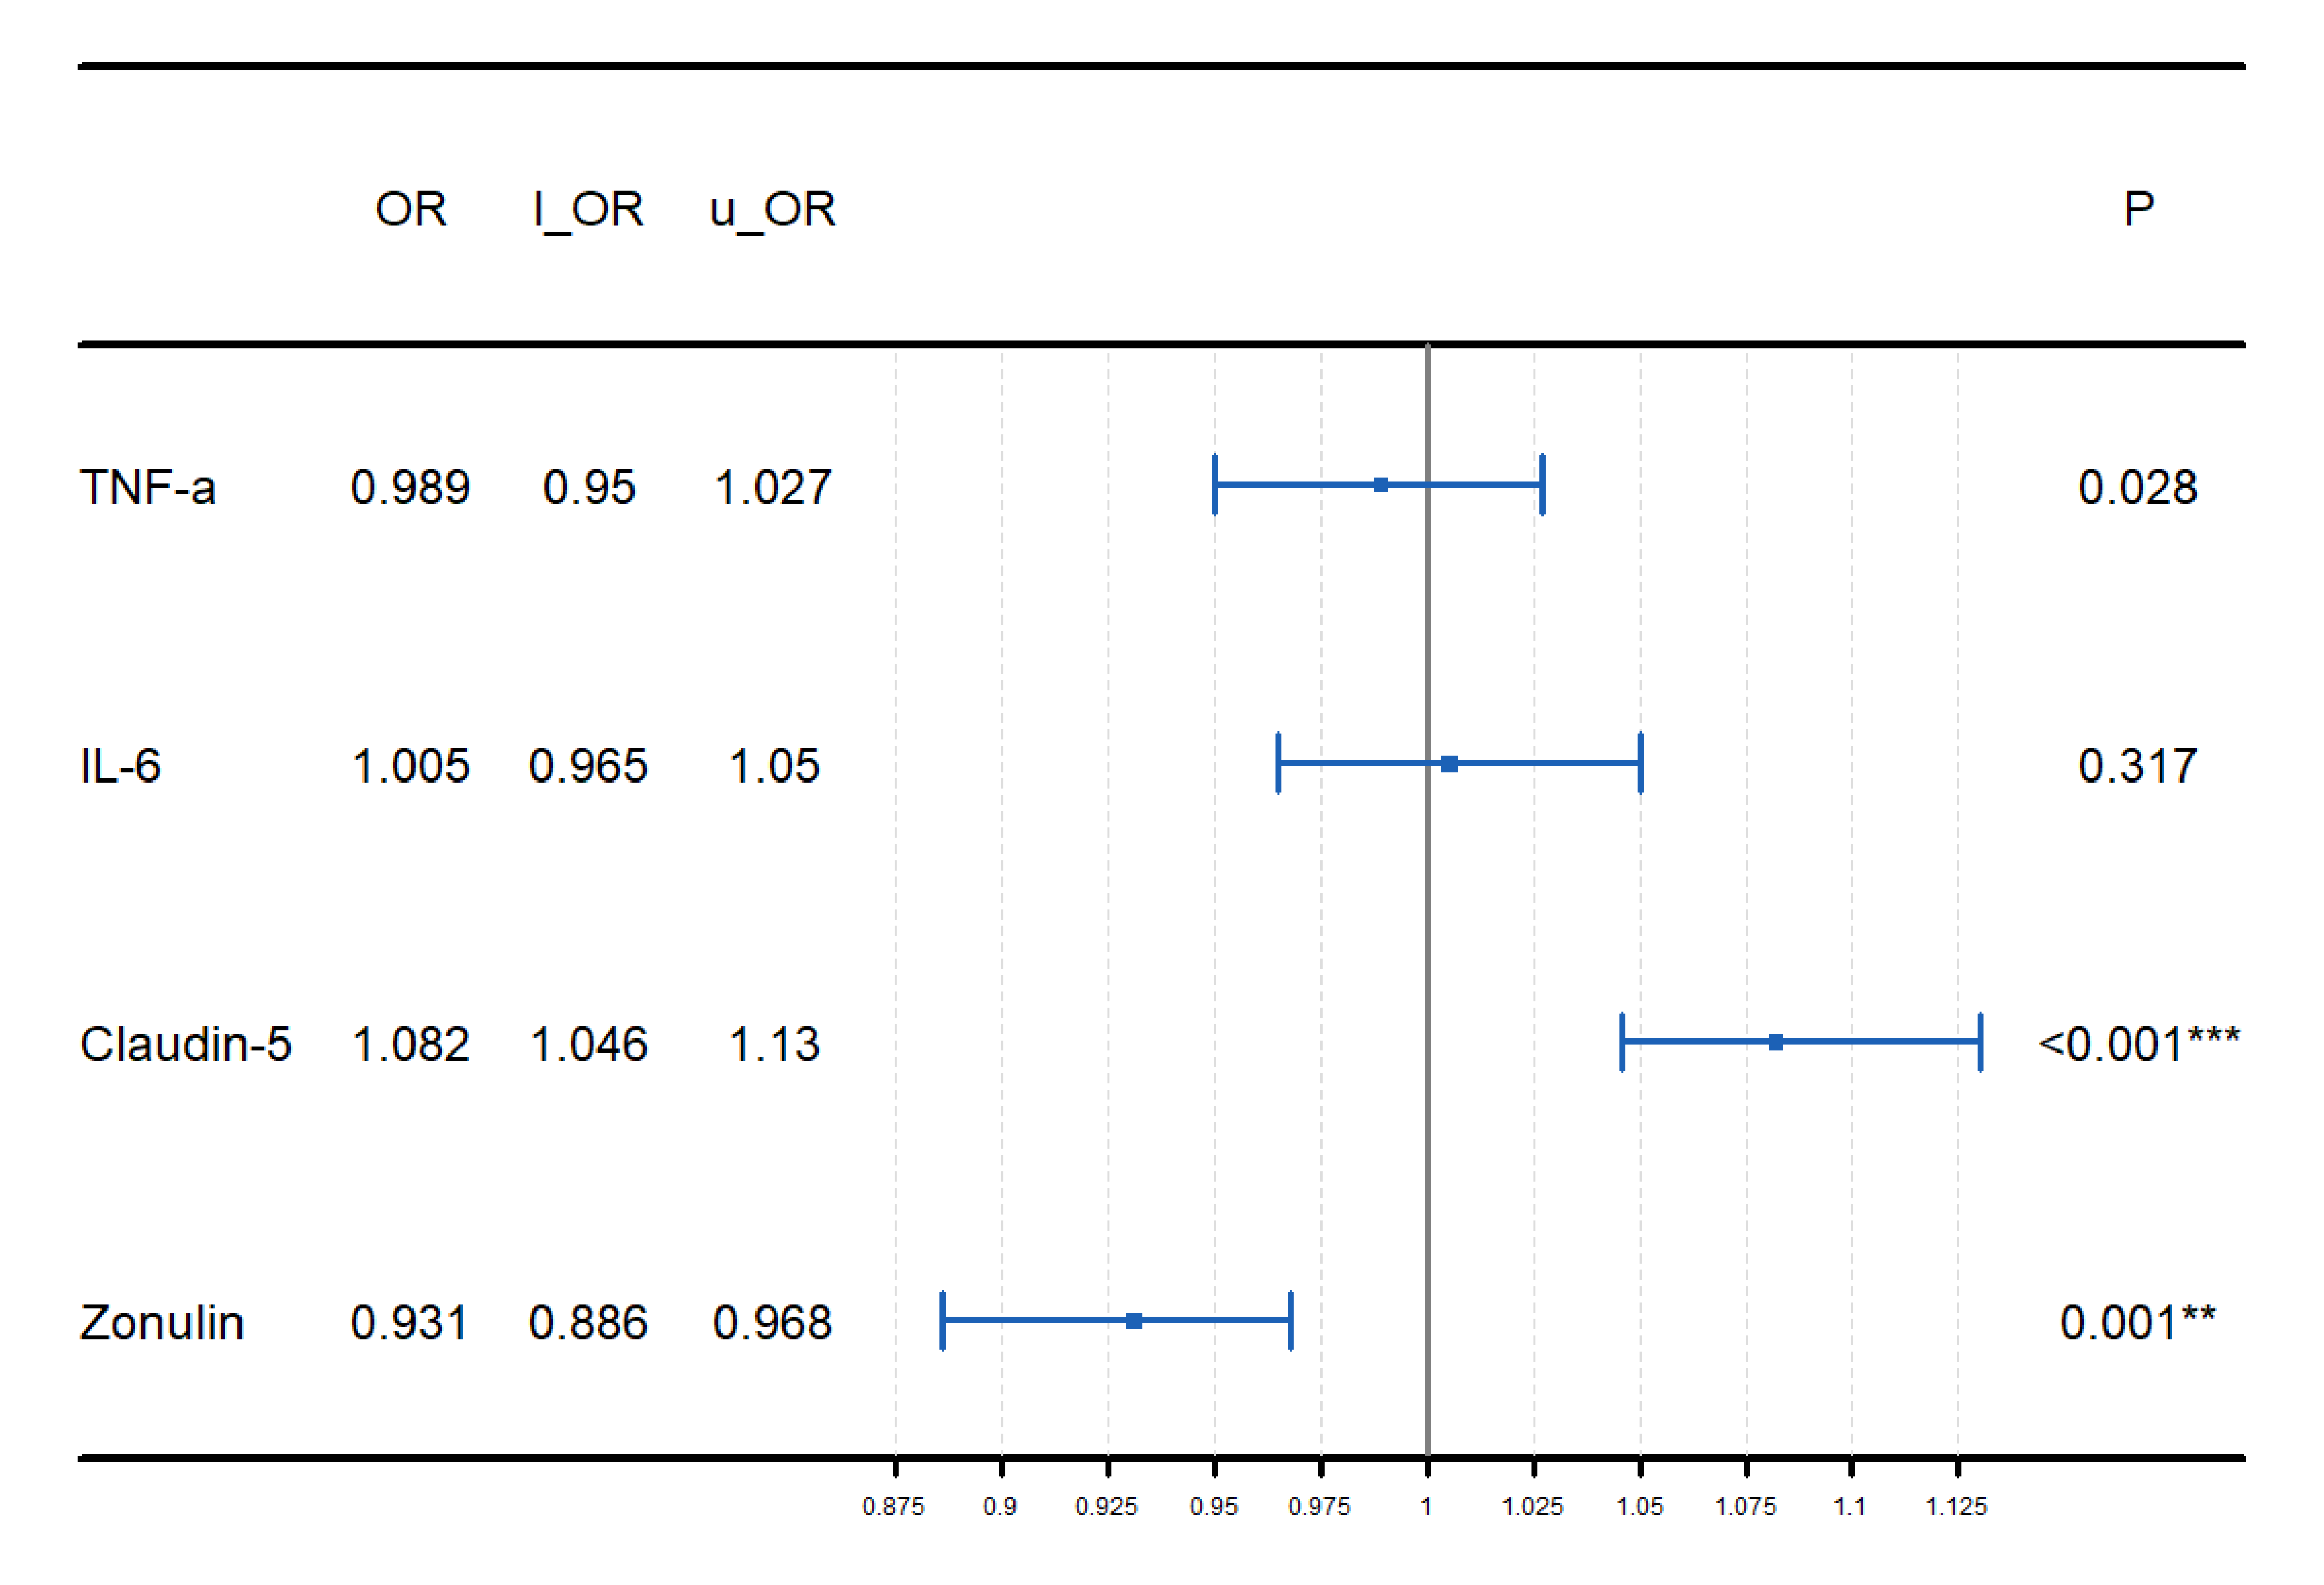 OR l_OR u_OR P
TNF-a 0.989 0.95 1.027 0.028
IL-6 1.005 0.965 1.05 0.317
Claudin-5 1.082 1.046 1.13 <0.001***
Zonulin 0.931 0.886 0.968 0.001**
0.875 0.9 0.925 0.95 0.975 1 1.025 1.05 1.075 1.1 1.125